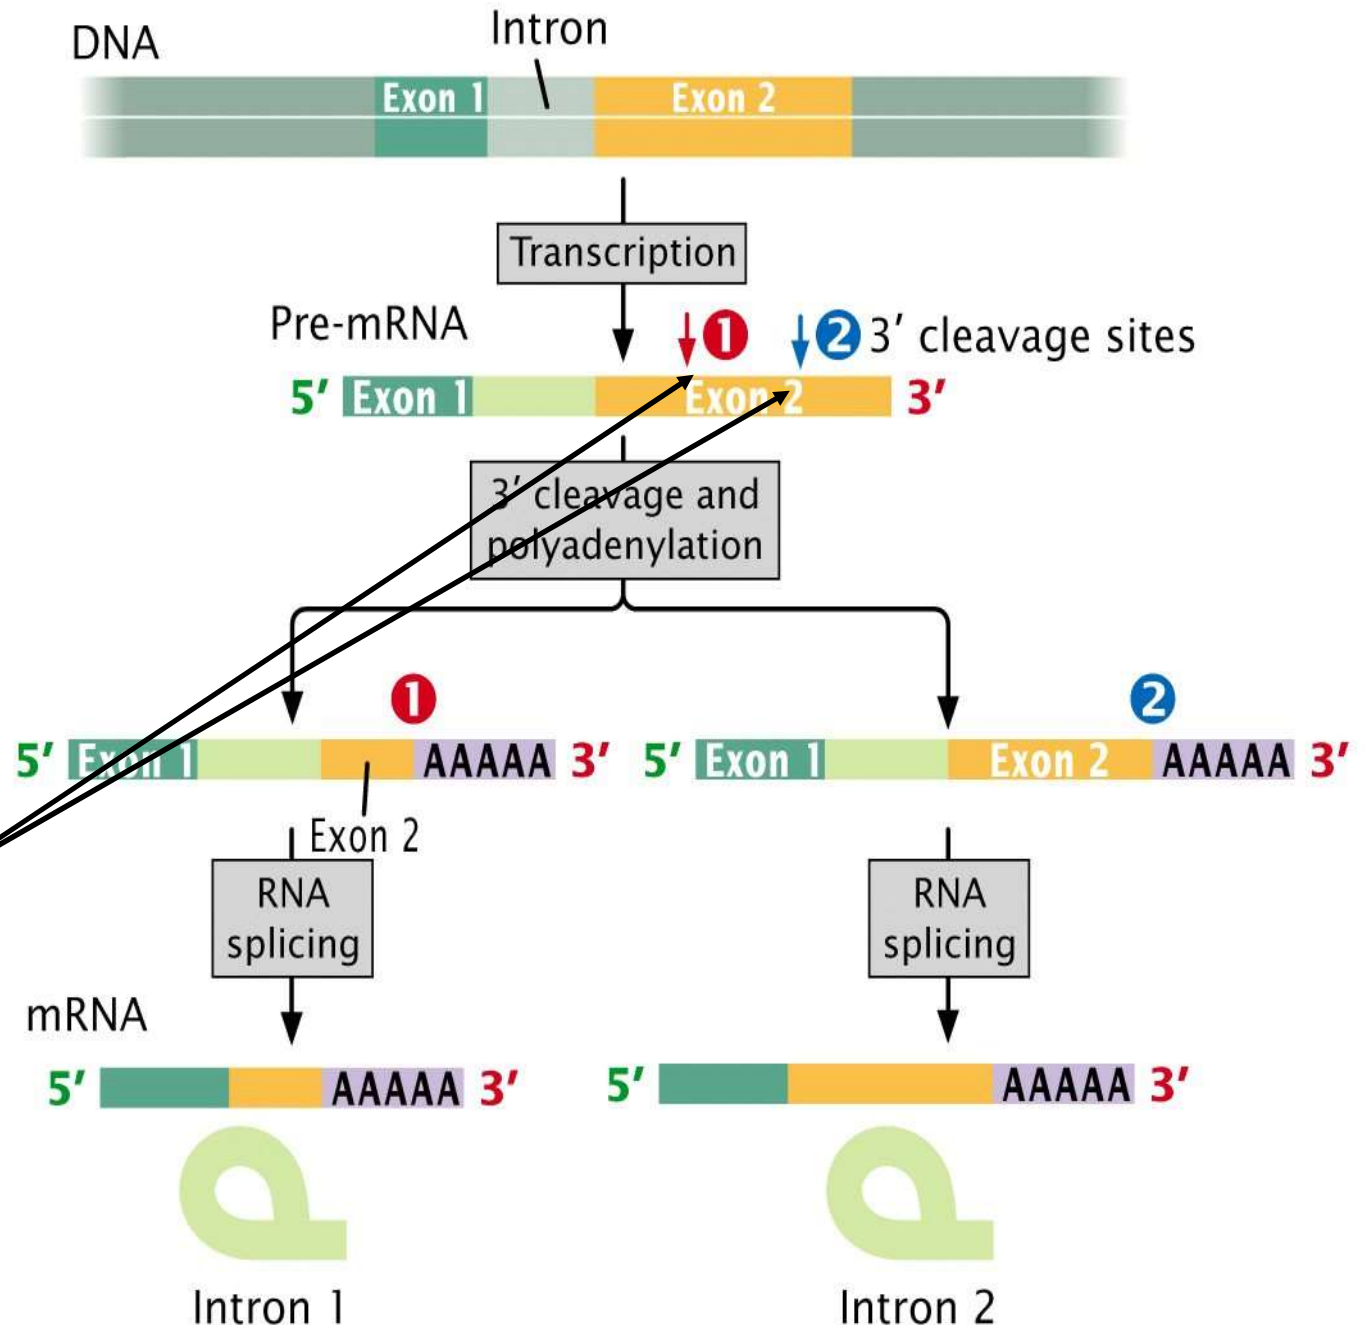 DNA
Intron
Exon 1
Exon 2
Transcription
Pre-mRNA
1
2
3′ cleavage sites
5′
Exon 1
Exon 2
3′
3′ cleavage and
polyadenylation
1
5′
Exon 1
AAAAA
3′
Exon 2
2
5′
Exon 1
Exon 2
AAAAA
3′
RNA
splicing
RNA
splicing
mRNA
5′
AAAAA
3′
5′
AAAAA
3′
Intron 1
Intron 2